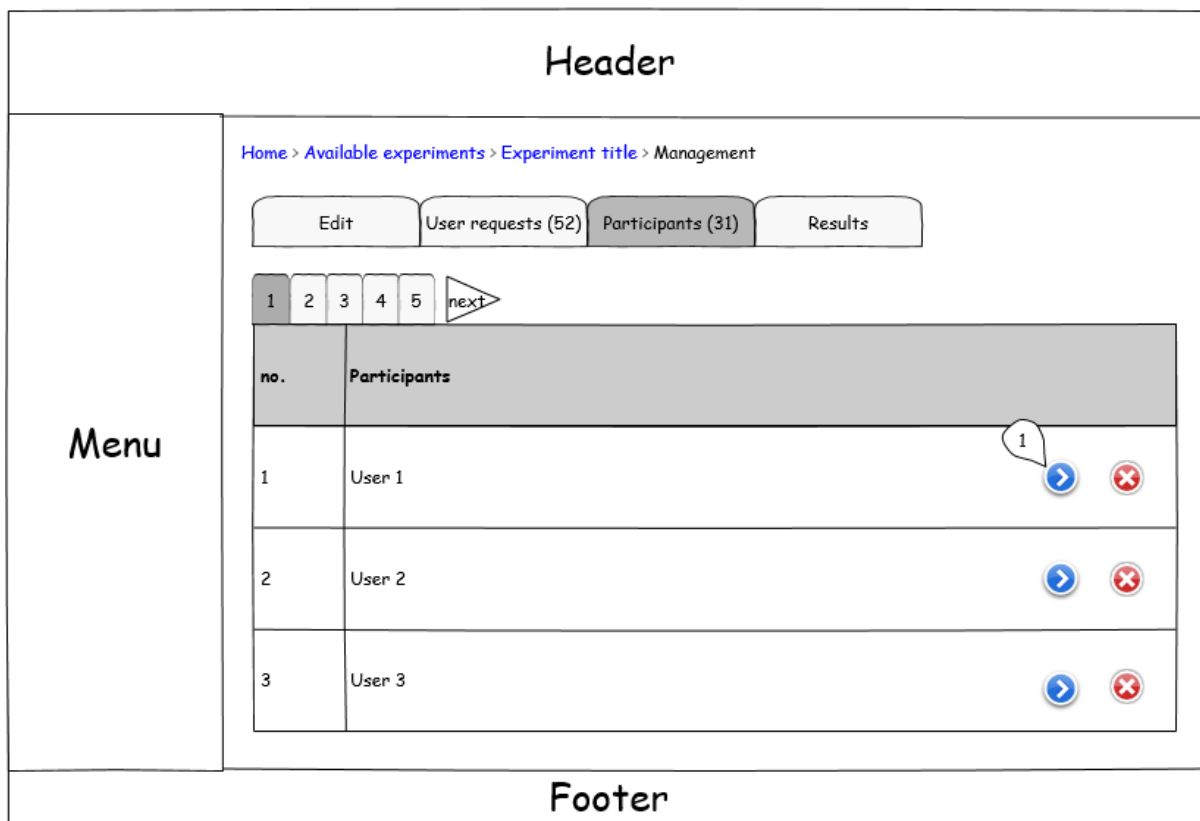 Header
Menu
Home > Available experiments > Experiment title > Management
Edit User requests (52) Participants (31) Results
1 2 3 4 5 next
no. Participants
1
1 User 1
2 User 2
3 User 3
Footer